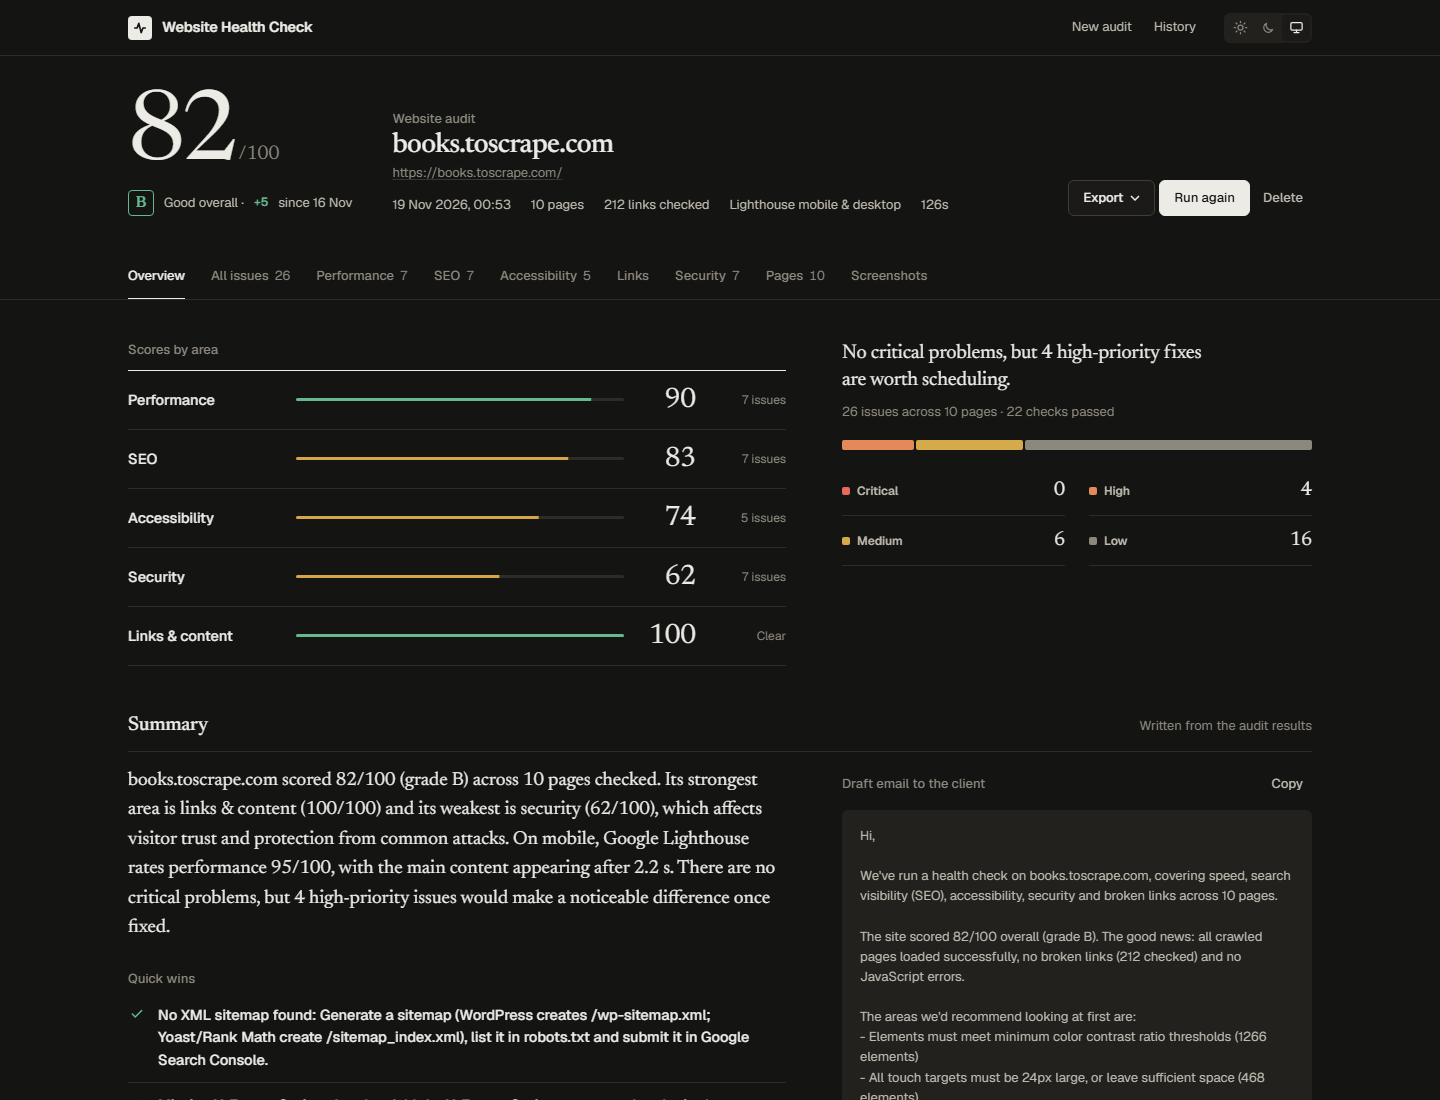 Website Health Check
New audit
History
82/100
B Good overall · +5 since 16 Nov
Website audit
books.toscrape.com
https://books.toscrape.com/
19 Nov 2026, 00:53 10 pages 212 links checked Lighthouse mobile & desktop 126s
Export
Run again
Delete
Overview All issues 26 Performance 7 SEO 7 Accessibility 5 Links Security 7 Pages 10 Screenshots
Scores by area
Performance 90 7 issues
SEO 83 7 issues
Accessibility 74 5 issues
Security 62 7 issues
Links & content 100 Clear
No critical problems, but 4 high-priority fixes
are worth scheduling.
26 issues across 10 pages · 22 checks passed
Critical 0
High 4
Medium 6
Low 16
Summary
Written from the audit results
books.toscrape.com scored 82/100 (grade B) across 10 pages checked. Its strongest
area is links & content (100/100) and its weakest is security (62/100), which affects
visitor trust and protection from common attacks. On mobile, Google Lighthouse
rates performance 95/100, with the main content appearing after 2.2 s. There are no
critical problems, but 4 high-priority issues would make a noticeable difference once
fixed.
Quick wins
No XML sitemap found: Generate a sitemap (WordPress creates /wp-sitemap.xml;
Yoast/Rank Math create /sitemap_index.xml), list it in robots.txt and submit it in Google
Search Console.
Draft email to the client
Copy
Hi,
We've run a health check on books.toscrape.com, covering speed, search
visibility (SEO), accessibility, security and broken links across 10 pages.
The site scored 82/100 overall (grade B). The good news: all crawled
pages loaded successfully, no broken links (212 checked) and no
JavaScript errors.
The areas we'd recommend looking at first are:
- Elements must meet minimum color contrast ratio thresholds (1266
elements)
- All touch targets must be 24px large, or leave sufficient space (468
elements)